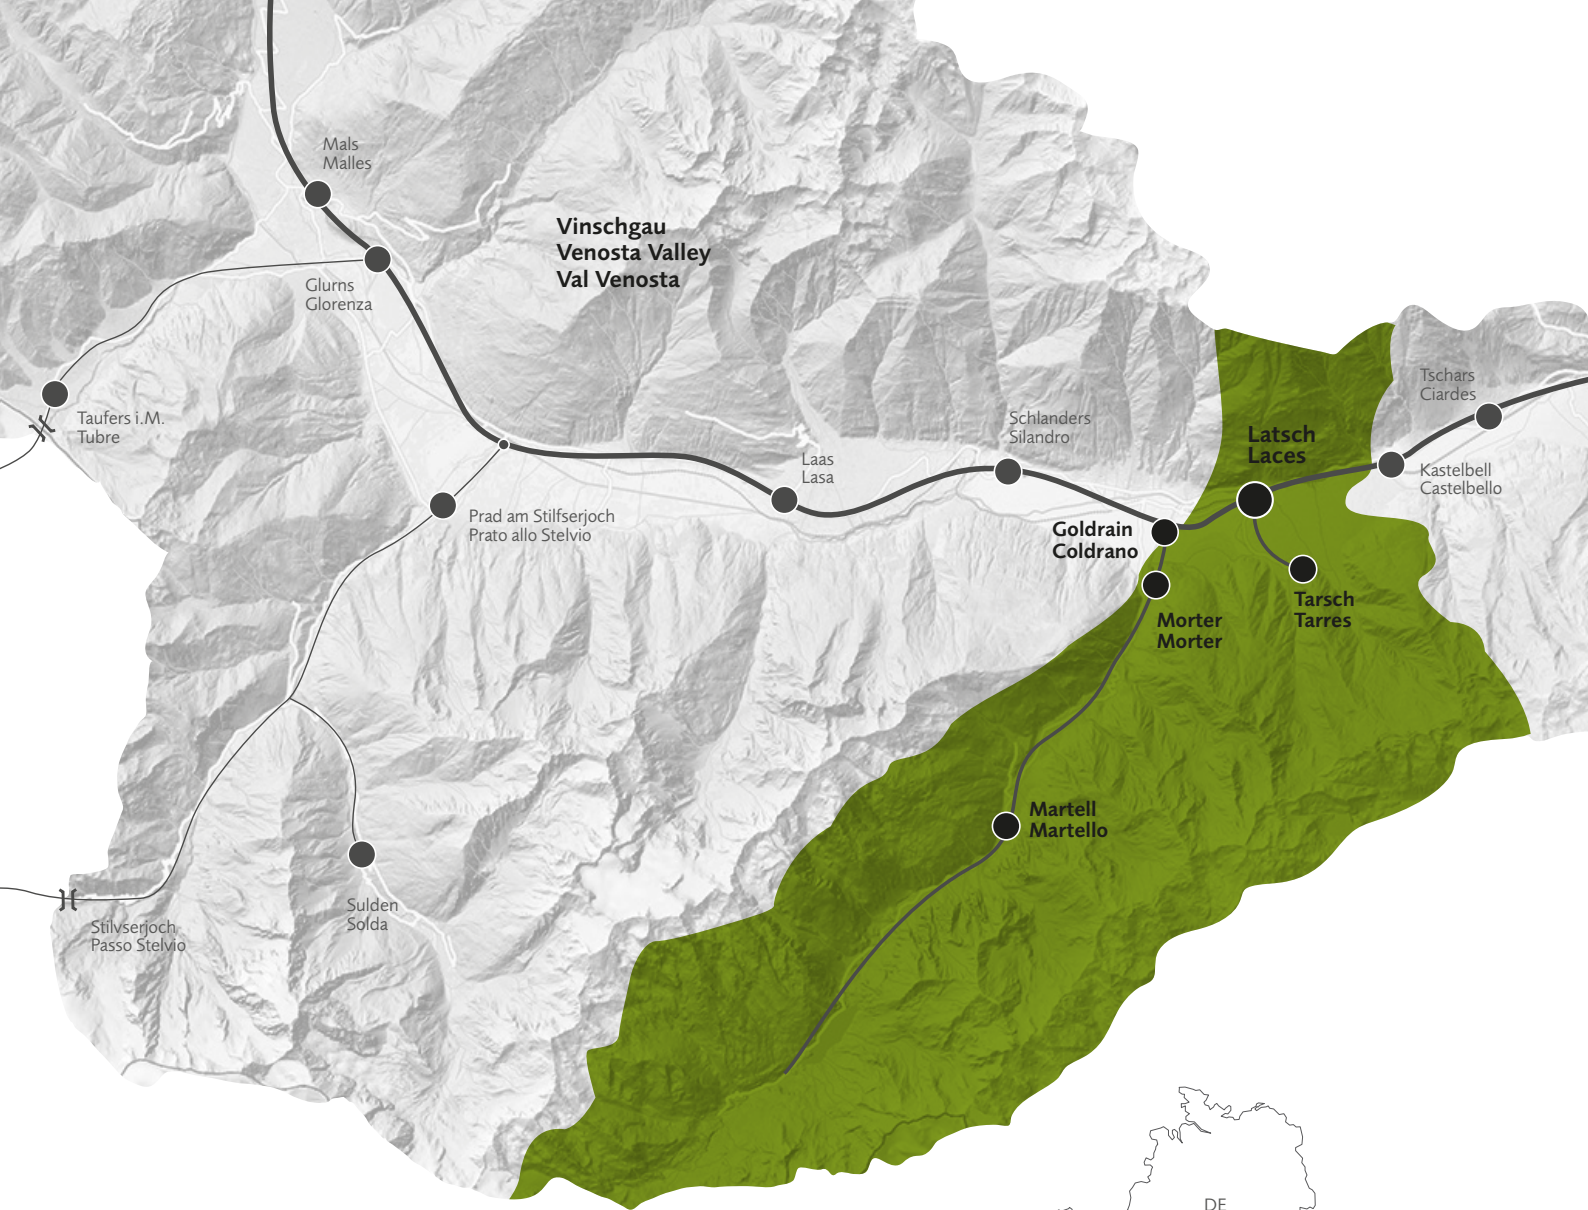 Mals
Malles
Vinschgau
Venosta Valley
Val Venosta
Glurns
Glorenza
Taufers i.M.
Tubre
Tschars
Ciardes
Schlanders
Silandro
Latsch
Laces
Laas
Lasa
Kastelbell
Castelbello
Prad am Stilfserjoch
Prato allo Stelvio
Goldrain
Coldrano
Tarsch
Tarres
Morter
Morter
Martell
Martello
Sulden
Solda
Stilvserjoch
Passo Stelvio
DE